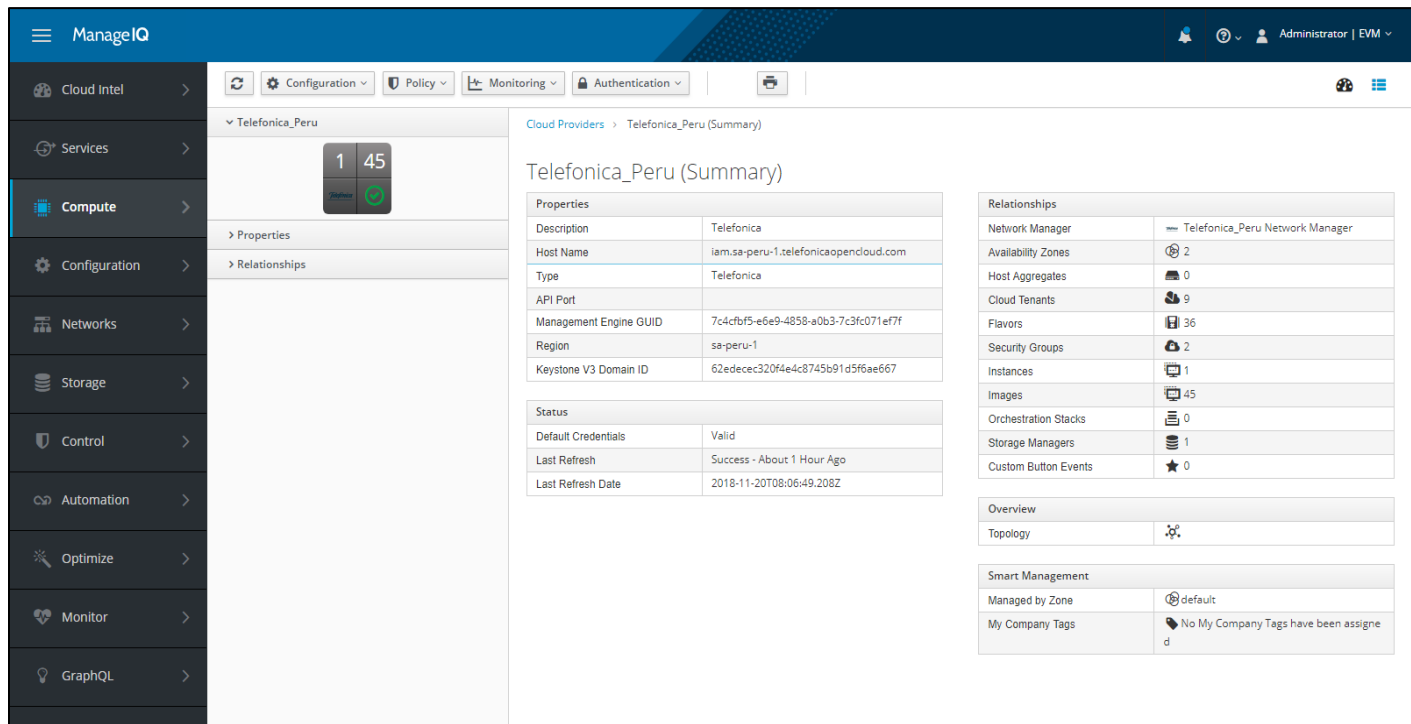 ManageIQ
Administrator | EVM
Cloud Intel
Services
Compute
Configuration
Networks
Storage
Control
Automation
Optimize
Monitor
GraphQL
Configuration Policy Monitoring Authentication
Telefonica_Peru
1 45
Telefonica
Properties
Relationships
Cloud Providers > Telefonica_Peru (Summary)
Telefonica_Peru (Summary)
Properties
Description Telefonica
Host Name iam.sa-peru-1.telefonicaopencloud.com
Type Telefonica
API Port
Management Engine GUID 7c4cfbf5-e6e9-4858-a0b3-7c3fc071ef7f
Region sa-peru-1
Keystone V3 Domain ID 62edecec320f4e4c8745b91d5f6ae667
Status
Default Credentials Valid
Last Refresh Success - About 1 Hour Ago
Last Refresh Date 2018-11-20T08:06:49.208Z
Relationships
Network Manager Telefonica_Peru Network Manager
Availability Zones 2
Host Aggregates 0
Cloud Tenants 9
Flavors 36
Security Groups 2
Instances 1
Images 45
Orchestration Stacks 0
Storage Managers 1
Custom Button Events 0
Overview
Topology
Smart Management
Managed by Zone default
My Company Tags No My Company Tags have been assigne
d